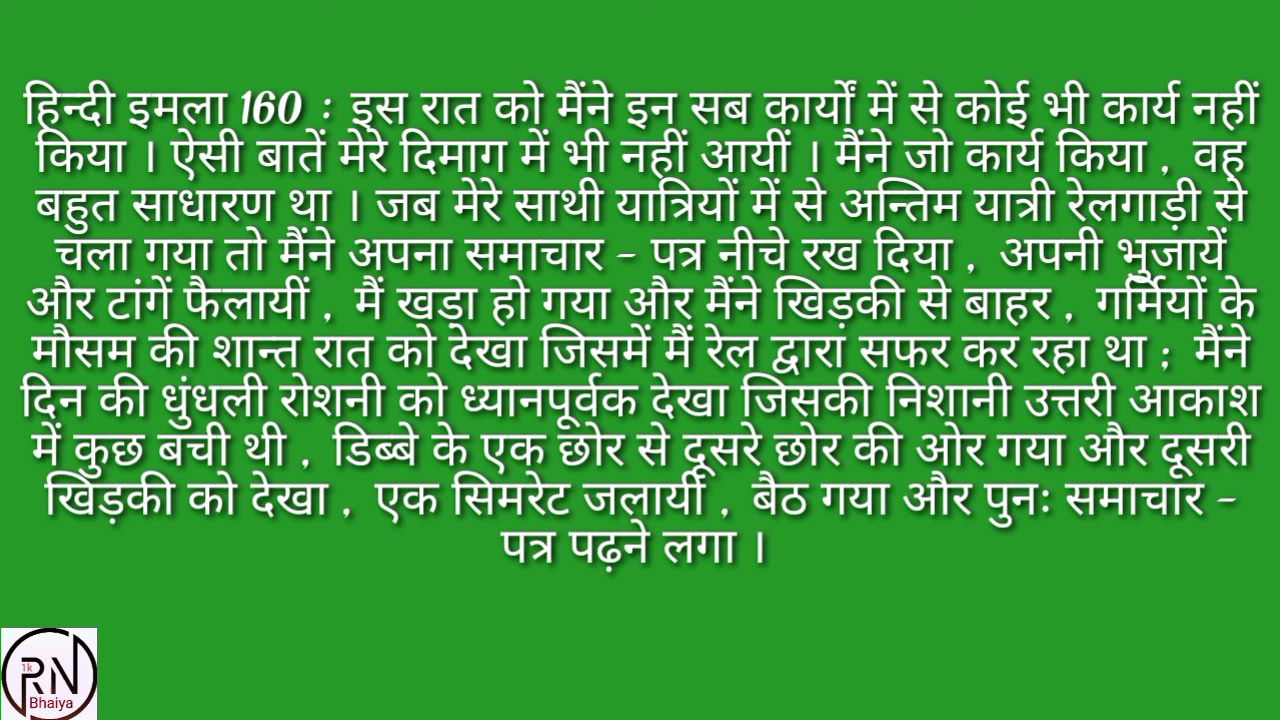 हिन्दी इमला 160 : इस रात को मैंने इन सब कार्यों में से कोई भी कार्य नहीं
किया । ऐसी बातें मेरे दिमाग में भी नहीं आयीं । मैंने जो कार्य किया , वह
बहुत साधारण था । जब मेरे साथी यात्रियों में से अन्तिम यात्री रेलगाड़ी से
चला गया तो मैंने अपना समाचार - पत्र नीचे रख दिया , अपनी भुजायें
और टांगें फैलायीं , मैं खडा हो गया और मैंने खिड़की से बाहर , गर्मियों के
मौसम की शान्त रात को देखा जिसमें मैं रेल द्वारा सफर कर रहा था ; मैंने
दिन की धुंधली रोशनी को ध्यानपूर्वक देखा जिसकी निशानी उत्तरी आकाश
में कुछ बची थी , डिब्बे के एक छोर से दूसरे छोर की ओर गया और दूसरी
खिड़की को देखा , एक सिमरेट जलायी , बैठ गया और पुनः समाचार -
पत्र पढ़ने लगा ।
1k
RN
Bhaiya